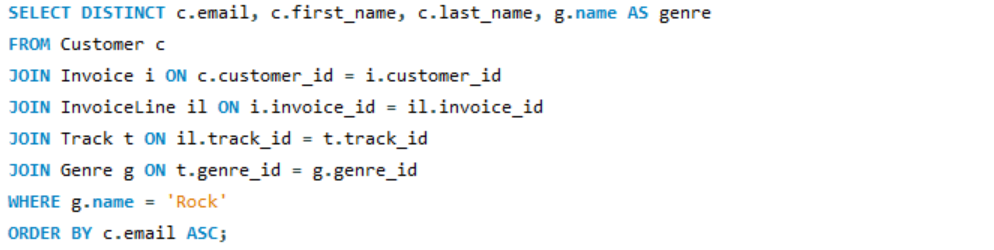 SELECT DISTINCT c.email, c.first_name, c.last_name, g.name AS genre
FROM Customer c
JOIN Invoice i ON c.customer_id = i.customer_id
JOIN InvoiceLine il ON i.invoice_id = il.invoice_id
JOIN Track t ON il.track_id = t.track_id
JOIN Genre g ON t.genre_id = g.genre_id
WHERE g.name = 'Rock'
ORDER BY c.email ASC;